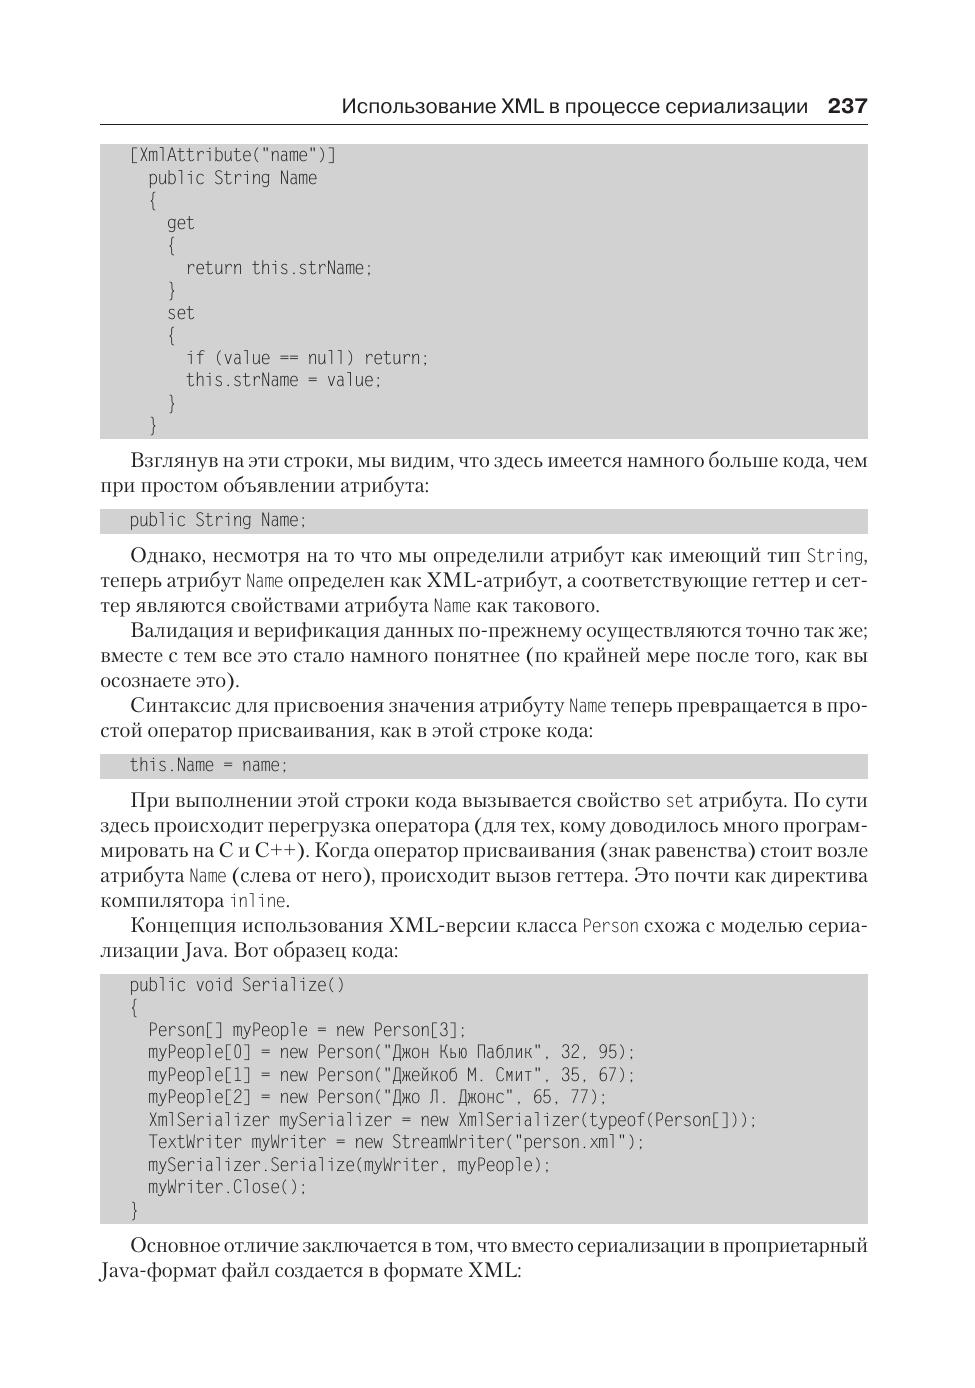 Использование XML в процессе сериализации 237
[XmlAttribute("name")]
public String Name
{
get
{
return this.strName;
}
set
{
if (value == null) return;
this.strName = value;
}
}
Взглянув на эти строки, мы видим, что здесь имеется намного больше кода, чем
при простом объявлении атрибута:
public String Name;
Однако, несмотря на то что мы определили атрибут как имеющий тип String,
теперь атрибут Name определен как XML-атрибут, а соответствующие геттер и сет-
тер являются свойствами атрибута Name как такового.
Валидация и верификация данных по-прежнему осуществляются точно так же;
вместе с тем все это стало намного понятнее (по крайней мере после того, как вы
осознаете это).
Синтаксис для присвоения значения атрибуту Name теперь превращается в про-
стой оператор присваивания, как в этой строке кода:
this.Name = name;
При выполнении этой строки кода вызывается свойство set атрибута. По сути
здесь происходит перегрузка оператора (для тех, кому доводилось много програм-
мировать на C и C++). Когда оператор присваивания (знак равенства) стоит возле
атрибута Name (слева от него), происходит вызов геттера. Это почти как директива
компилятора inline.
Концепция использования XML-версии класса Person схожа с моделью сериа-
лизации Java. Вот образец кода:
public void Serialize()
{
Person[] myPeople = new Person[3];
myPeople[0] = new Person("Джон Кью Паблик", 32, 95);
myPeople[1] = new Person("Джейкоб М. Смит", 35, 67);
myPeople[2] = new Person("Джо Л. Джонс", 65, 77);
XmlSerializer mySerializer = new XmlSerializer(typeof(Person[]));
TextWriter myWriter = new StreamWriter("person.xml");
mySerializer.Serialize(myWriter, myPeople);
myWriter.Close();
}
Основное отличие заключается в том, что вместо сериализации в проприетарный
Java-формат файл создается в формате XML: